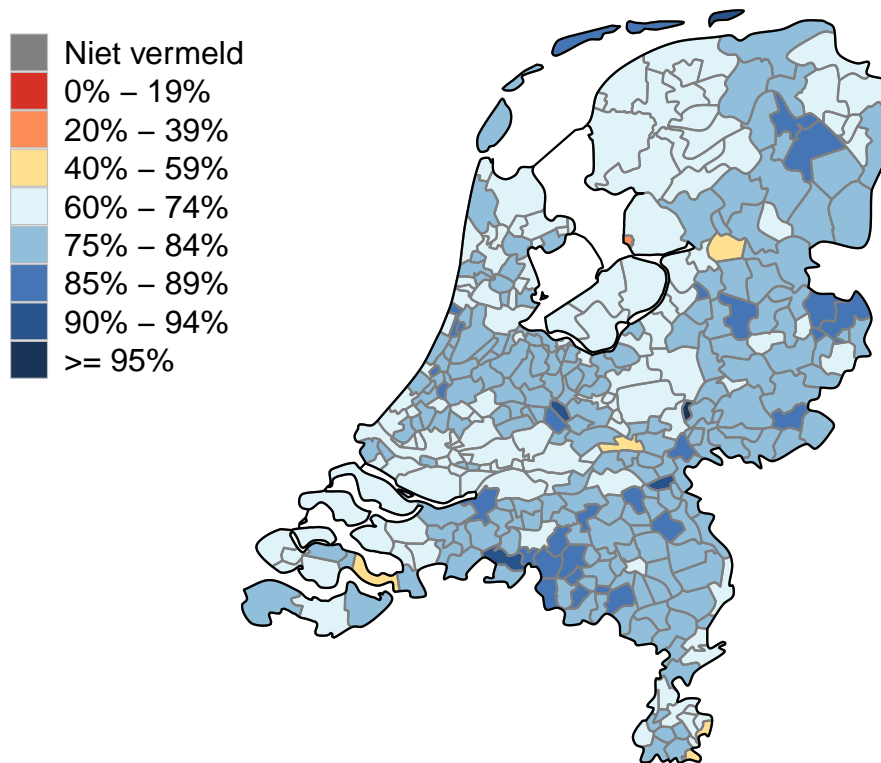 Niet vermeld
0% – 19%
20% – 39%
40% – 59%
60% – 74%
75% – 84%
85% – 89%
90% – 94%
>= 95%